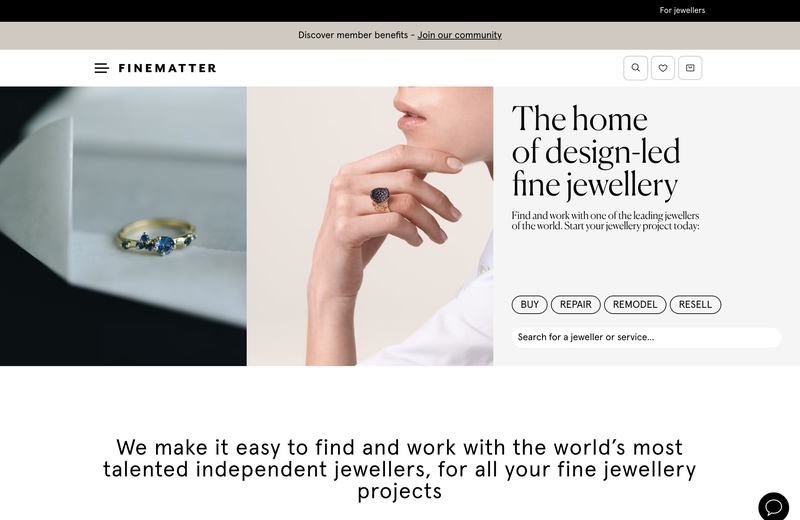 For jewellers
Discover member benefits - Join our community
FINEMATTER
The home
of design-led
fine jewellery
Find and work with one of the leading jewellers
of the world. Start your jewellery project today:
BUY REPAIR REMODEL RESELL
Search for a jeweller or service...
We make it easy to find and work with the world's most
talented independent jewellers, for all your fine jewellery
projects